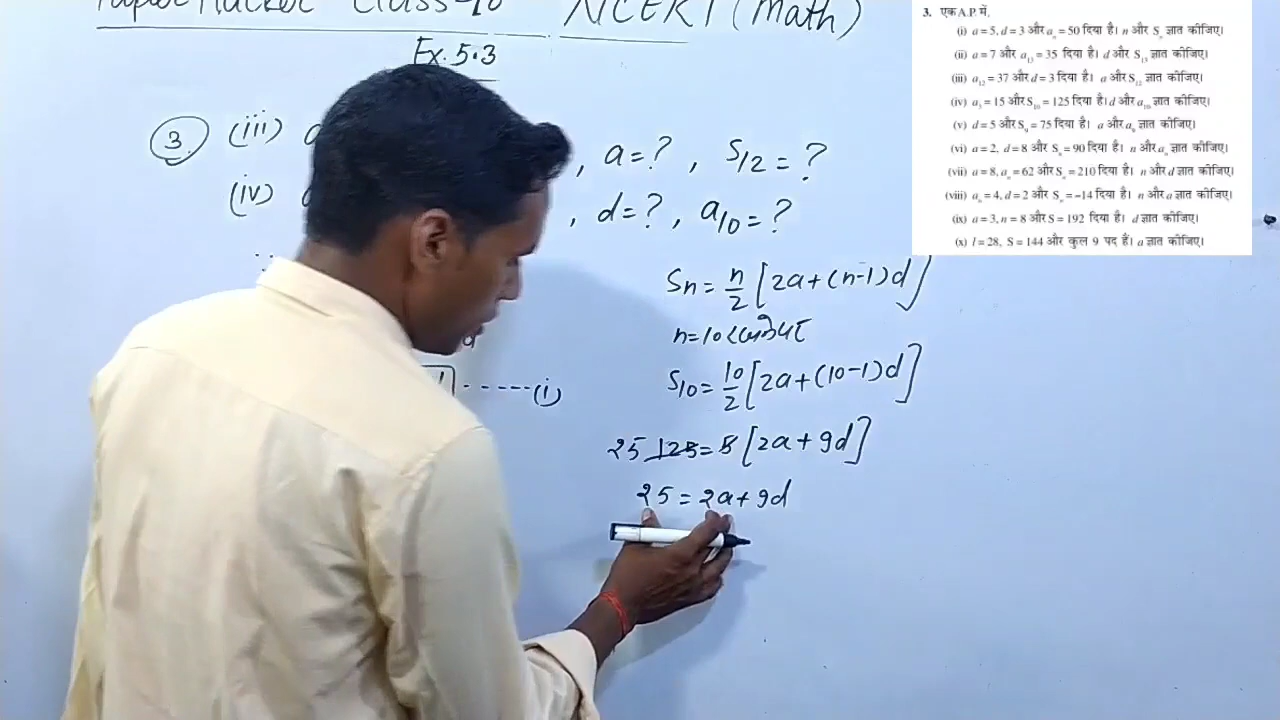 Paper Hacker Class-10 NCERT (Math)
Ex. 5.3
3 (iii) a , a = ? , S12 = ?
(iv) a , d = ? , a10 = ?
∵
Sn = n/2 [2a + (n-1)d]
n = 10 रखने पर
S10 = 10/2 [2a + (10-1)d]
d
-----(i)
25 125 = 5 [2a + 9d]
25 = 2a + 9d
3. एक A.P. में,
(i) a = 5, d = 3 और aₙ = 50 दिया है। n और Sₙ ज्ञात कीजिए।
(ii) a = 7 और a₁₃ = 35 दिया है। d और S₁₃ ज्ञात कीजिए।
(iii) a₁₂ = 37 और d = 3 दिया है। a और S₁₂ ज्ञात कीजिए।
(iv) a₃ = 15 और S₁₀ = 125 दिया है। d और a₁₀ ज्ञात कीजिए।
(v) d = 5 और S₉ = 75 दिया है। a और a₉ ज्ञात कीजिए।
(vi) a = 2, d = 8 और Sₙ = 90 दिया है। n और aₙ ज्ञात कीजिए।
(vii) a = 8, aₙ = 62 और Sₙ = 210 दिया है। n और d ज्ञात कीजिए।
(viii) aₙ = 4, d = 2 और Sₙ = –14 दिया है। n और a ज्ञात कीजिए।
(ix) a = 3, n = 8 और S = 192 दिया है। d ज्ञात कीजिए।
(x) l = 28, S = 144 और कुल 9 पद हैं। a ज्ञात कीजिए।